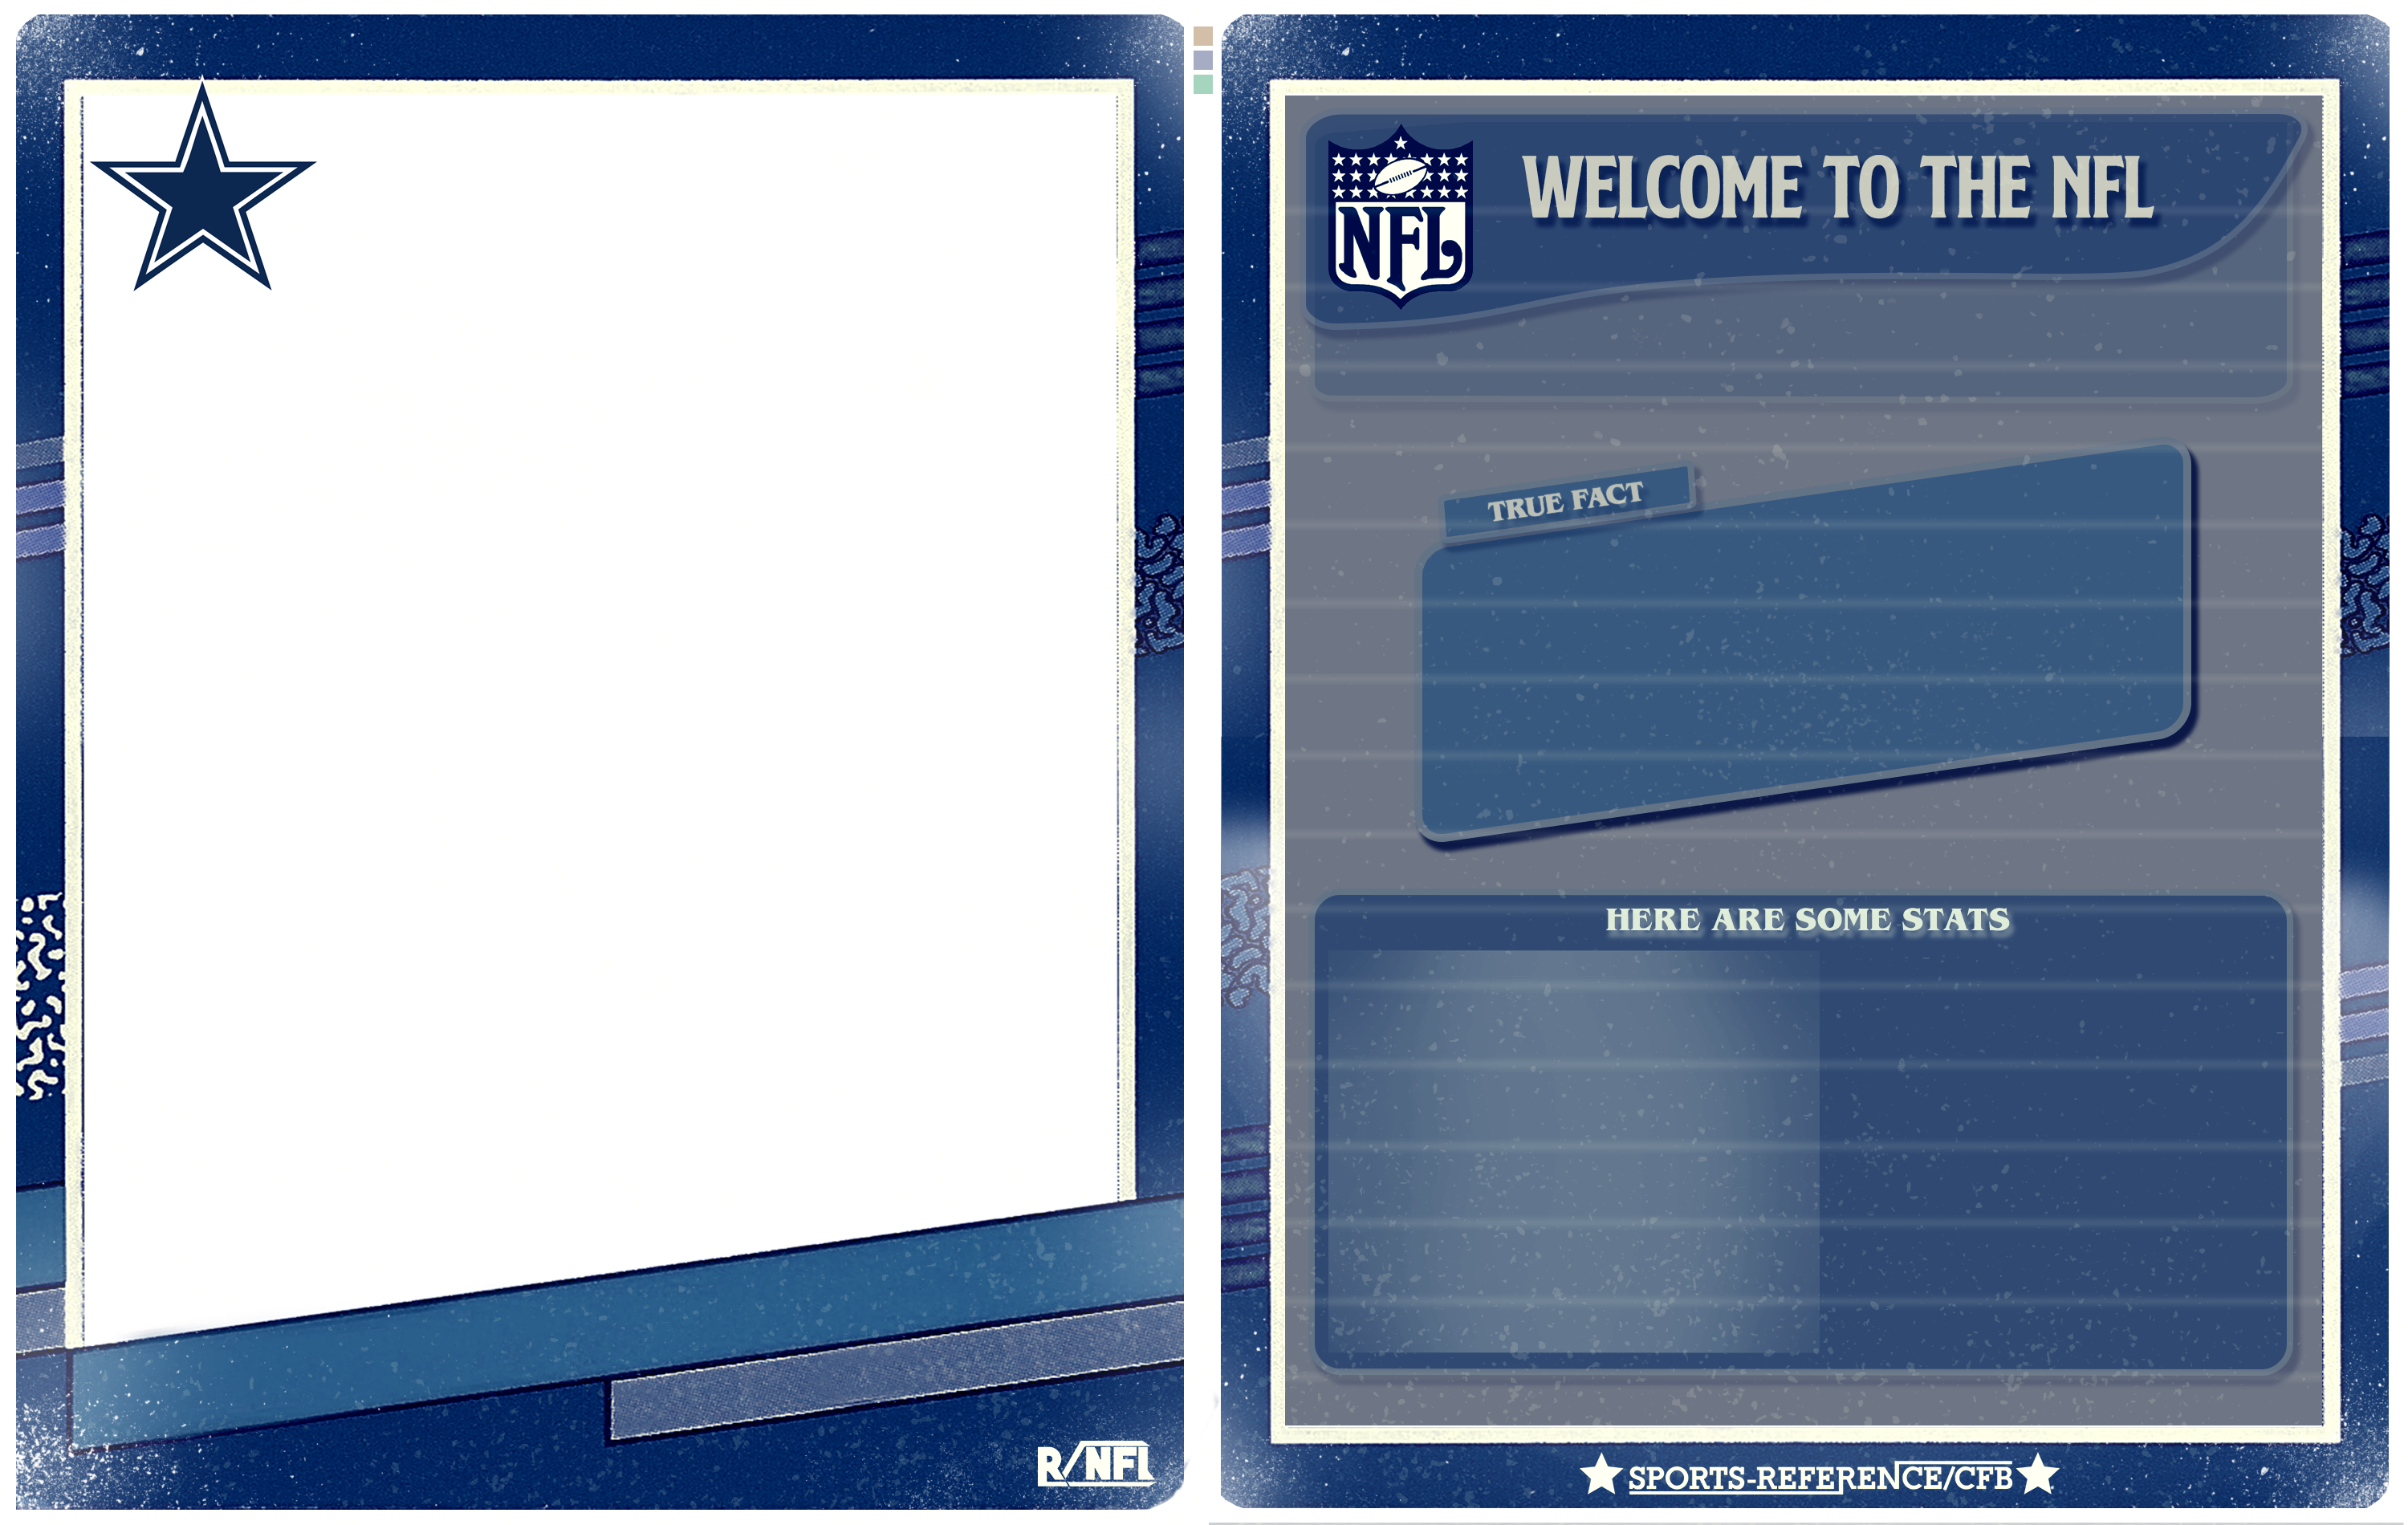 R/NFL
NFL
WELCOME TO THE NFL
TRUE FACT
HERE ARE SOME STATS
SPORTS-REFERENCE/CFB